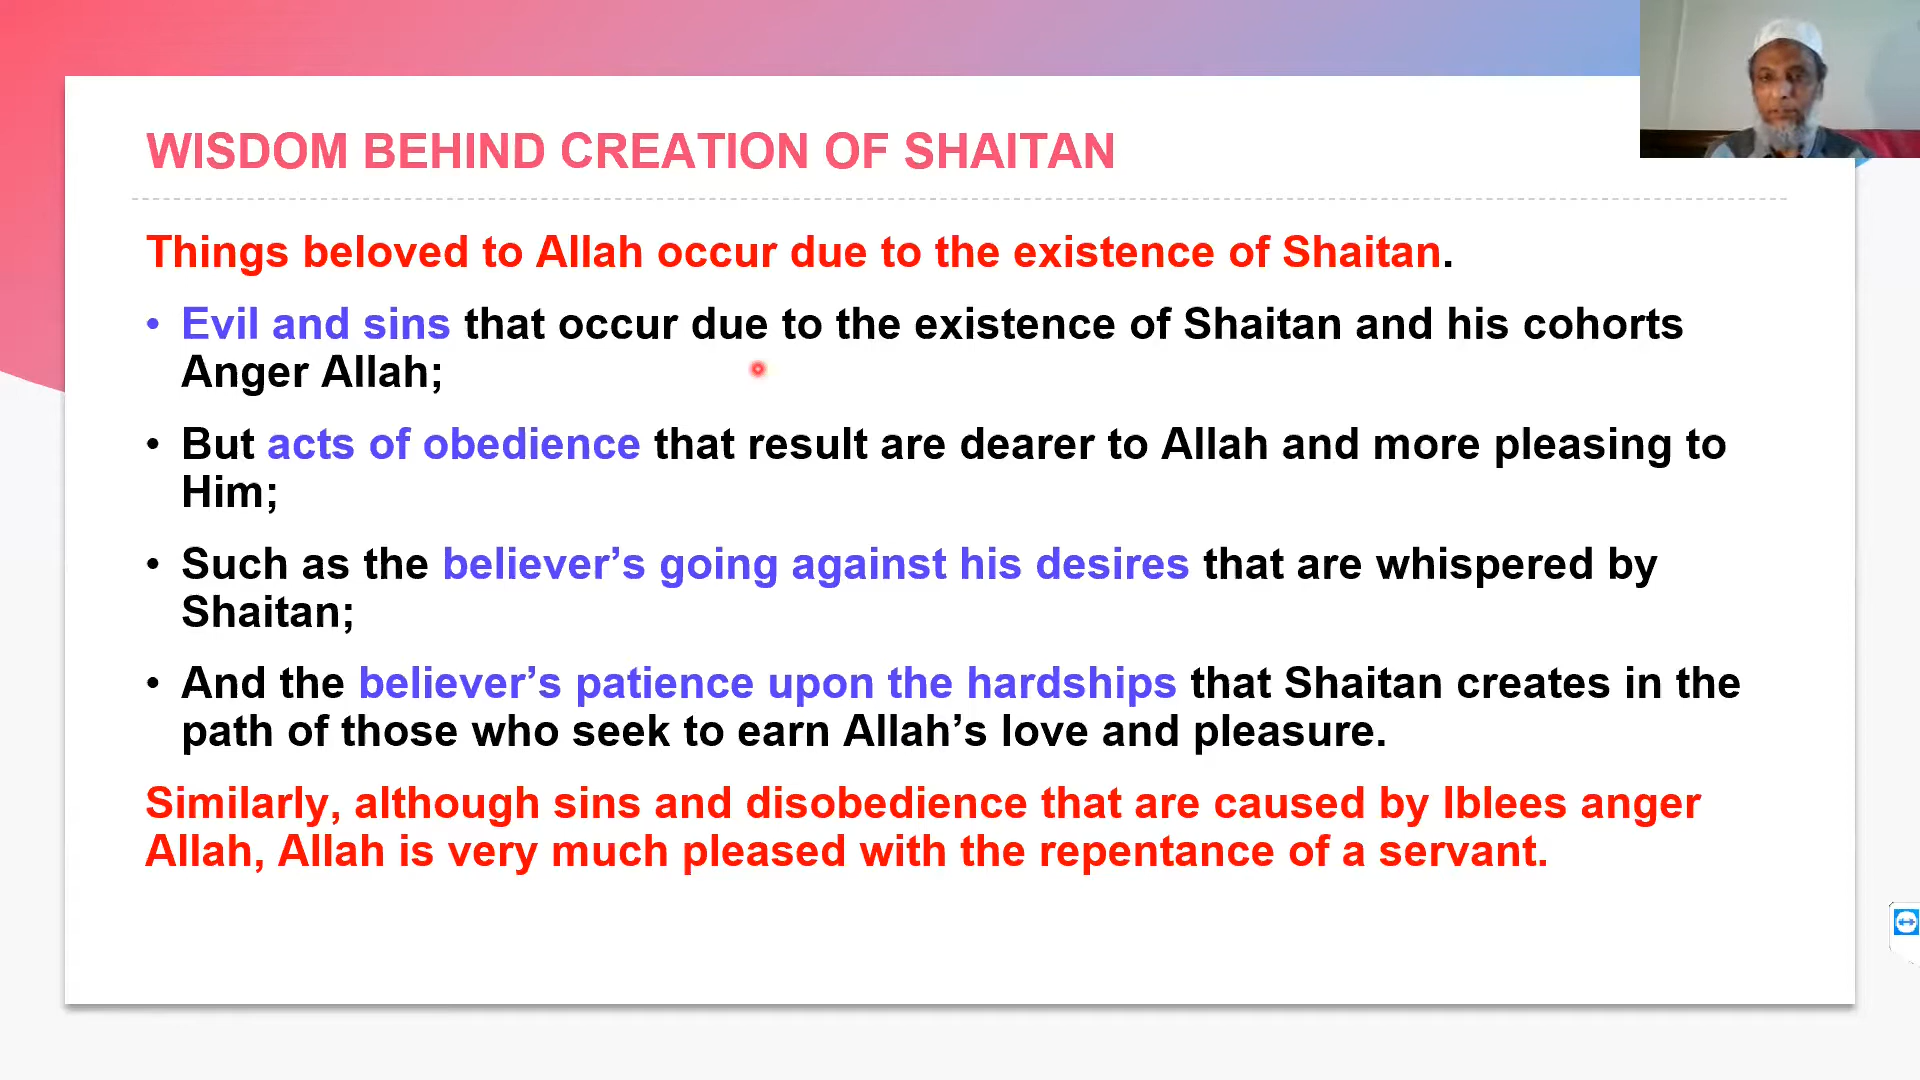 WISDOM BEHIND CREATION OF SHAITAN
Things beloved to Allah occur due to the existence of Shaitan.
• Evil and sins that occur due to the existence of Shaitan and his cohorts
Anger Allah;
• But acts of obedience that result are dearer to Allah and more pleasing to
Him;
• Such as the believer’s going against his desires that are whispered by
Shaitan;
• And the believer’s patience upon the hardships that Shaitan creates in the
path of those who seek to earn Allah’s love and pleasure.
Similarly, although sins and disobedience that are caused by Iblees anger
Allah, Allah is very much pleased with the repentance of a servant.